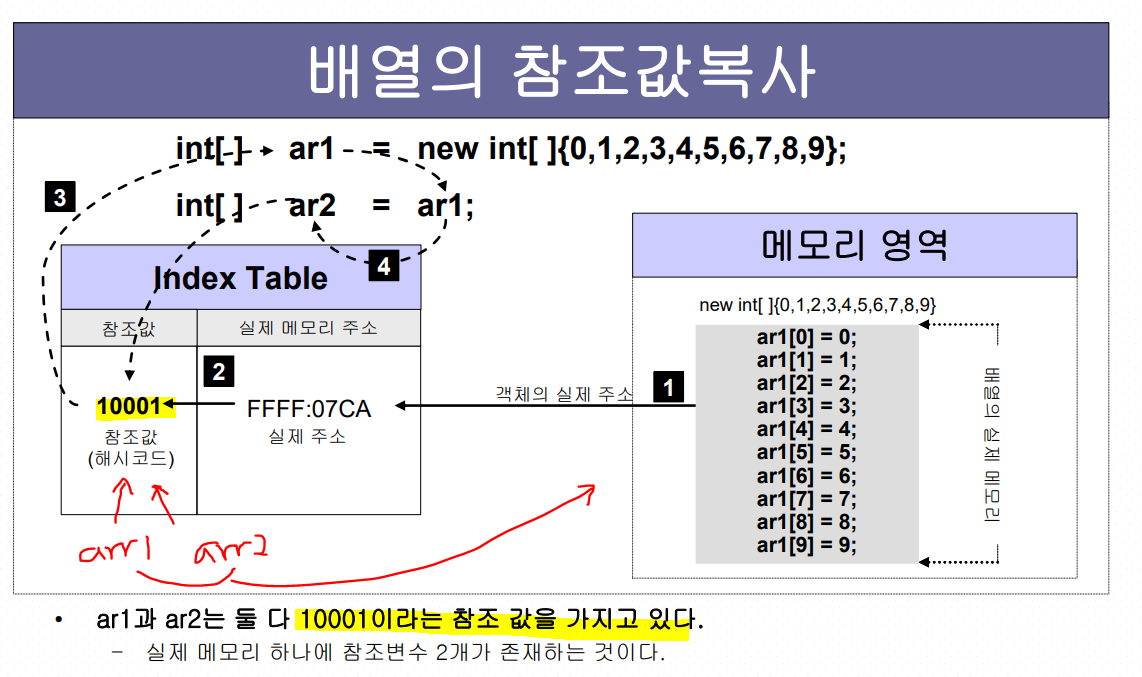 배열의 참조값복사
int[ ] ar1 = new int[ ]{0,1,2,3,4,5,6,7,8,9};
3
int[ ] ar2 = ar1;
4
Index Table
참조값 실제 메모리 주소
2
10001
참조값
(해시코드)
FFFF:07CA
실제 주소
객체의 실제 주소
1
메모리 영역
new int[ ]{0,1,2,3,4,5,6,7,8,9}
ar1[0] = 0;
ar1[1] = 1;
ar1[2] = 2;
ar1[3] = 3;
ar1[4] = 4;
ar1[5] = 5;
ar1[6] = 6;
ar1[7] = 7;
ar1[8] = 8;
ar1[9] = 9;
배열의 실제 메모리
arr1 arr2
• ar1과 ar2는 둘 다 10001이라는 참조 값을 가지고 있다.
– 실제 메모리 하나에 참조변수 2개가 존재하는 것이다.